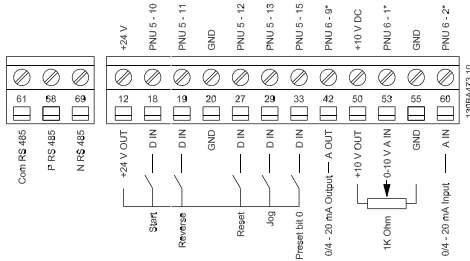 +24 V
PNU 5 - 10
PNU 5 - 11
GND
PNU 5 - 12
PNU 5 - 13
PNU 5 - 15
PNU 6 - 9*
+10 V DC
PNU 6 - 1*
GND
PNU 6 - 2*
61 68 69
12 18 19 20 27 29 33 42 50 53 55 60
130BA473.10
Com RS 485
P RS 485
N RS 485
+24 V OUT
D IN
D IN
GND
D IN
D IN
D IN
A OUT
+10 V OUT
0-10 V A IN
GND
A IN
Start
Reverse
Reset
Jog
Preset bit 0
0/4 - 20 mA Output
1K Ohm
0/4 - 20 mA Input